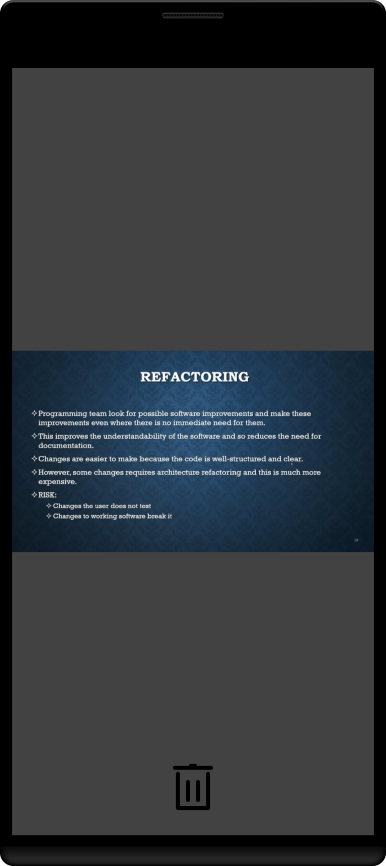 REFACTORING
✧Programming team look for possible software improvements and make these
improvements even where there is no immediate need for them.
✧This improves the understandability of the software and so reduces the need for
documentation.
✧Changes are easier to make because the code is well-structured and clear.
✧However, some changes requires architecture refactoring and this is much more
expensive.
✧RISK:
✧Changes the user does not test
✧Changes to working software break it